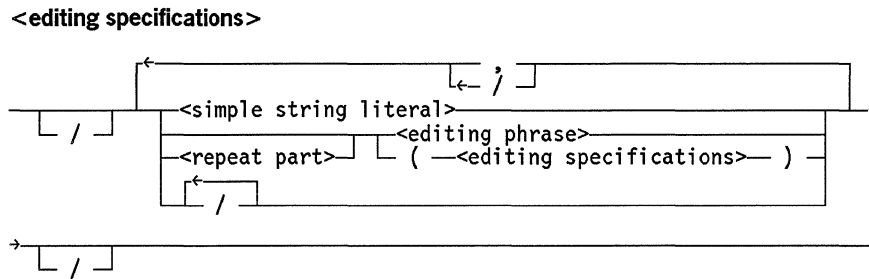 <editing specifications>
,
/
<simple string literal>
/
<editing phrase>
<repeat part>
( <editing specifications> )
/
/